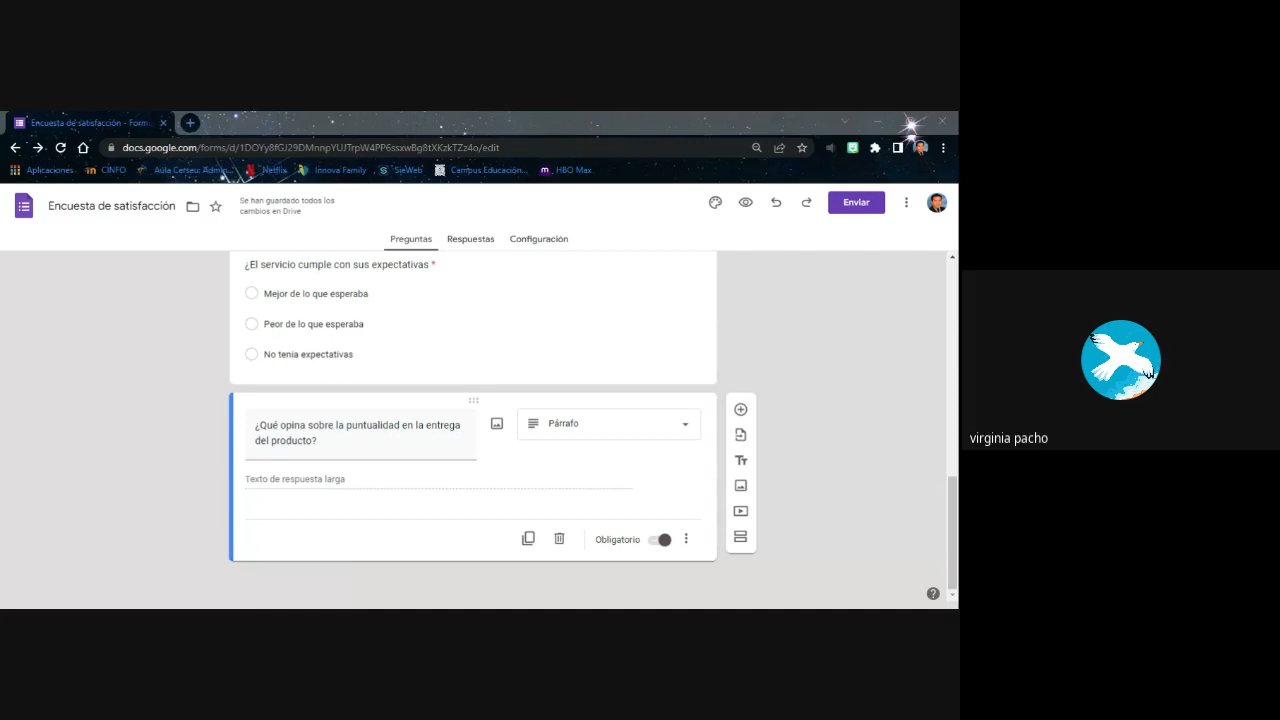 Encuesta de satisfacción - Form
docs.google.com/forms/d/1DOYy8fGJ29DMnnpYUJTrpW4PP6ssxwBg8tXKzkTZz4o/edit
Aplicaciones CINFO Aula Cerseu: Admin... Netflix Innova Family SieWeb Campus Educación... HBO Max
Encuesta de satisfacción
Se han guardado todos los
cambios en Drive
Enviar
Preguntas Respuestas Configuración
¿El servicio cumple con sus expectativas *
Mejor de lo que esperaba
Peor de lo que esperaba
No tenia expectativas
¿Qué opina sobre la puntualidad en la entrega
del producto?
Párrafo
Texto de respuesta larga
Obligatorio
virginia pacho